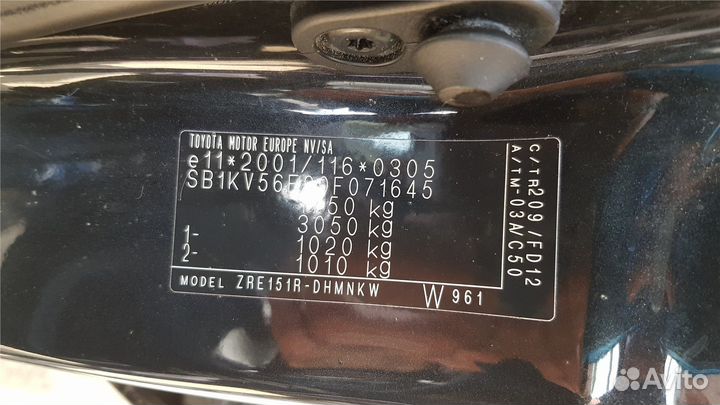 TOYOTA MOTOR EUROPE NV/SA
e11*2001/116*0305
kg
3050 kg
1- 1020 kg
2- 1010 kg
MODEL ZRE151R-DHMNKW W 961
C/TR209/FD12
A/TM-03A/C50
Avito